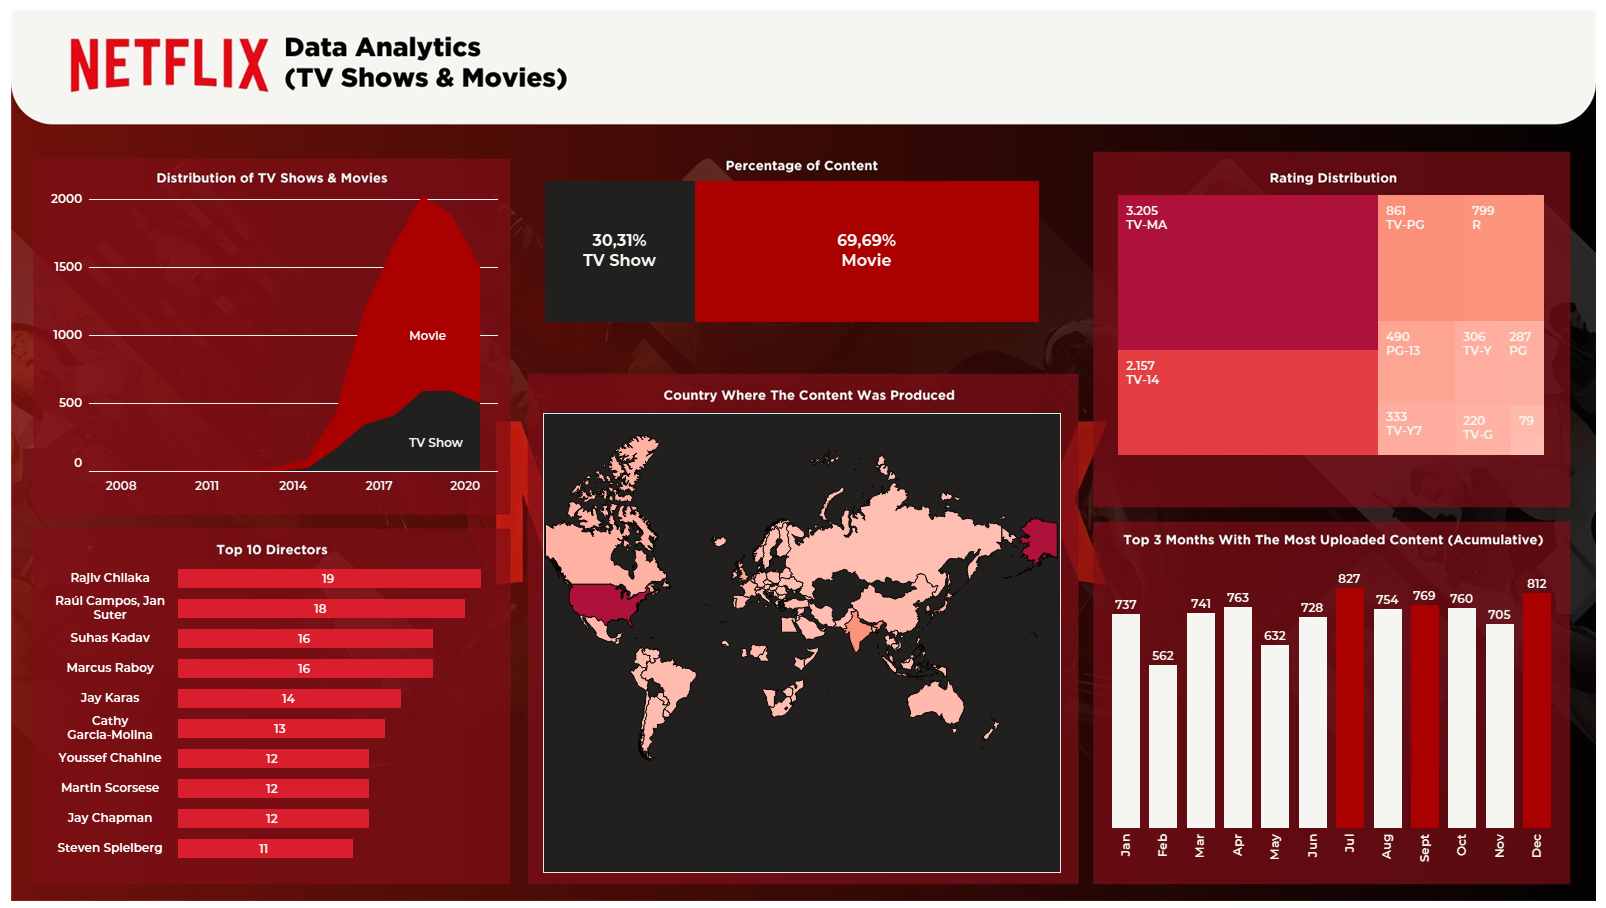 NETFLIX
Data Analytics
(TV Shows & Movies)
Distribution of TV Shows & Movies
2000
1500
1000
500
0
Movie
TV Show
2008
2011
2014
2017
2020
Percentage of Content
30,31%
TV Show
69,69%
Movie
Rating Distribution
3.205
TV-MA
2.157
TV-14
861
TV-PG
799
R
490
PG-13
306
TV-Y
287
PG
333
TV-Y7
220
TV-G
79
Top 10 Directors
Rajiv Chilaka
19
Raúl Campos, Jan
Suter
18
Suhas Kadav
16
Marcus Raboy
16
Jay Karas
14
Cathy
Garcia-Molina
13
Youssef Chahine
12
Martin Scorsese
12
Jay Chapman
12
Steven Spielberg
11
Country Where The Content Was Produced
Top 3 Months With The Most Uploaded Content (Acumulative)
737
562
741
763
632
728
827
754
769
760
705
812
Jan
Feb
Mar
Apr
May
Jun
Jul
Aug
Sept
Oct
Nov
Dec